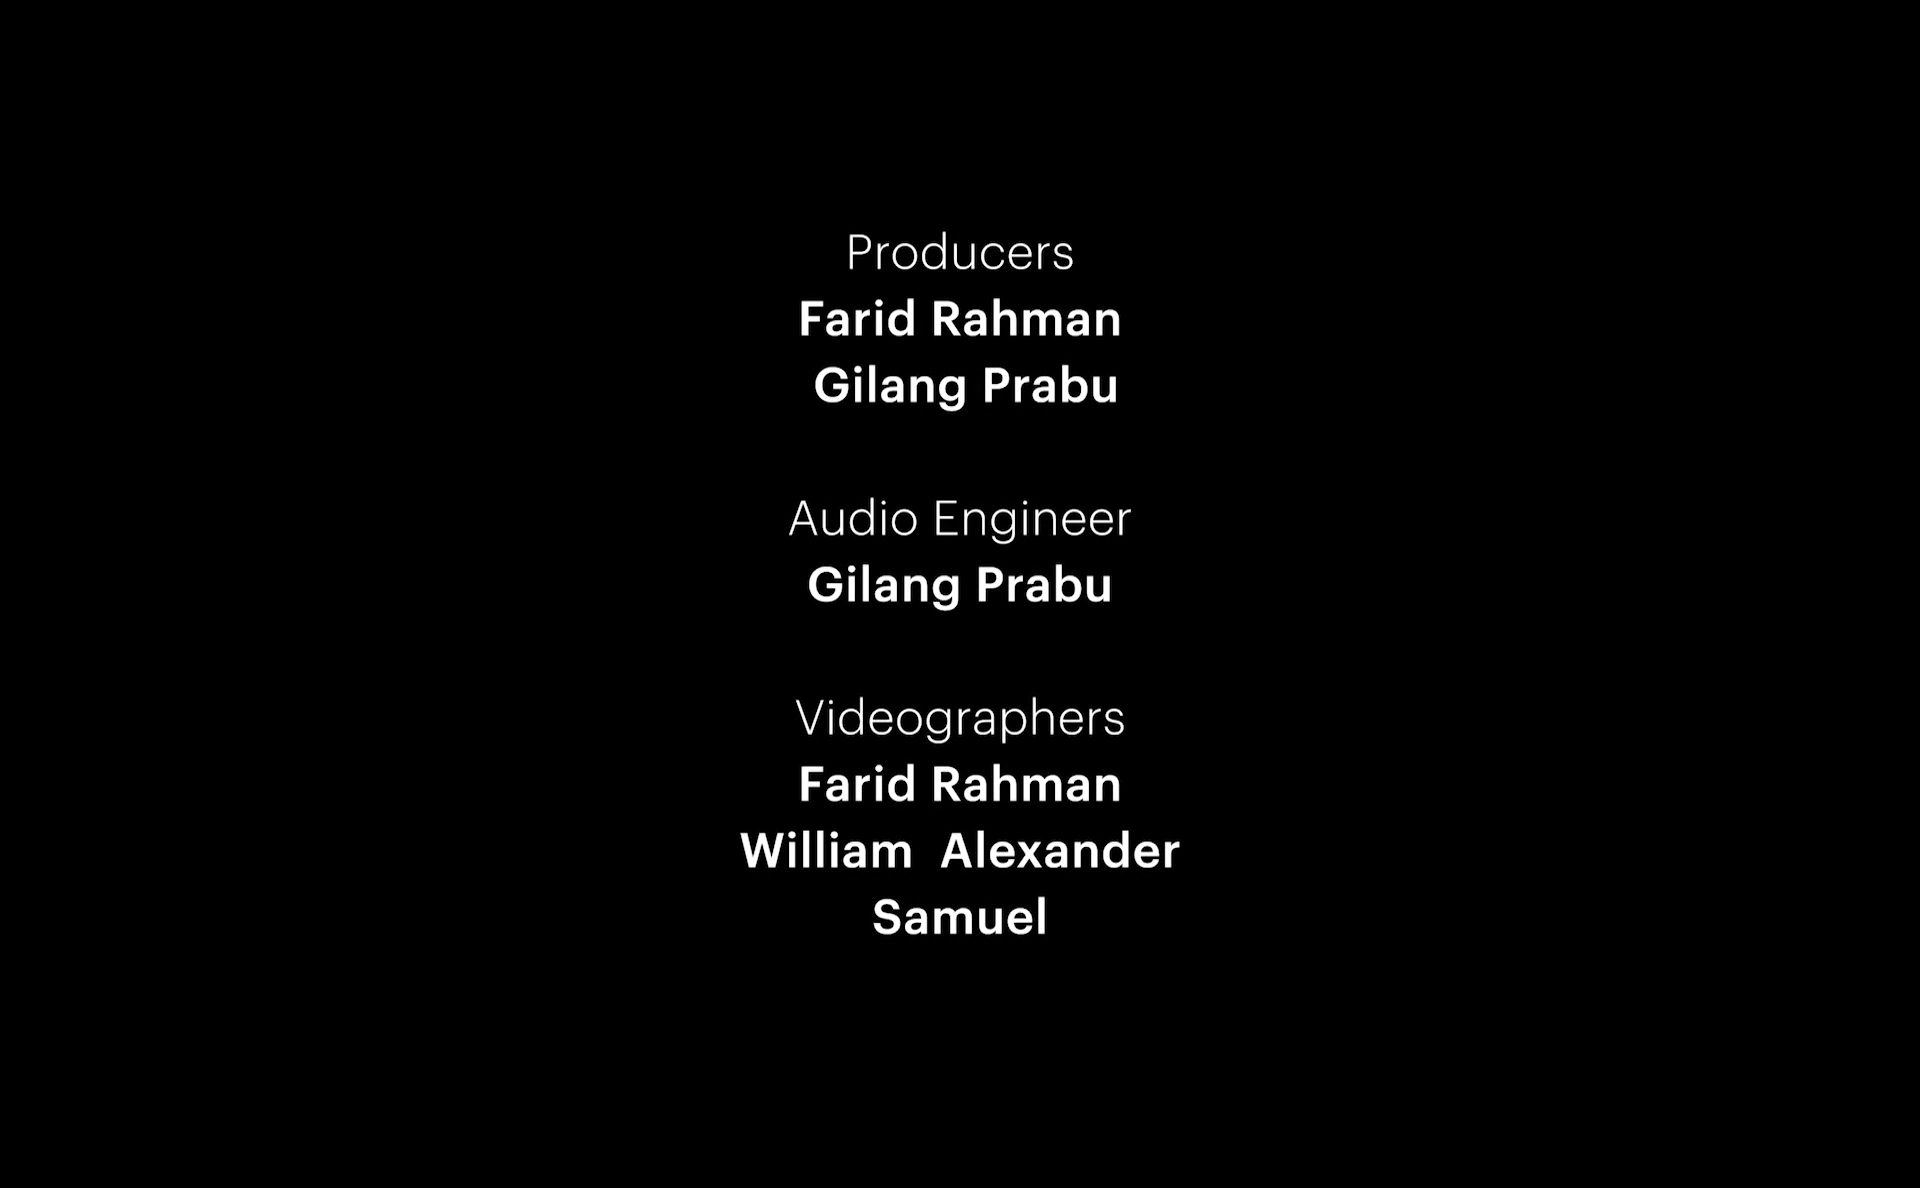 Producers
Farid Rahman
Gilang Prabu
Audio Engineer
Gilang Prabu
Videographers
Farid Rahman
William  Alexander
Samuel